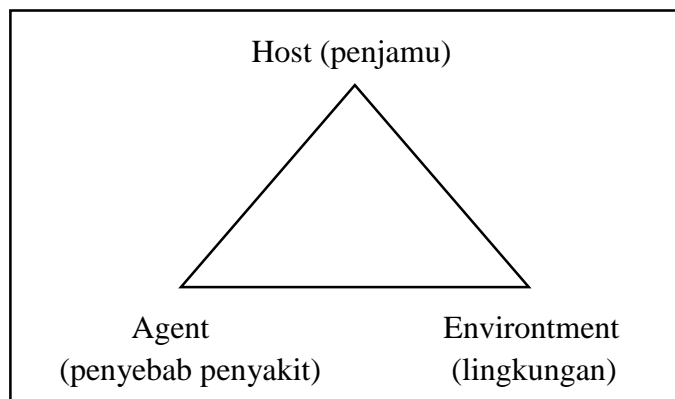 Host (penjamu)
Agent
(penyebab penyakit)
Environtment
(lingkungan)